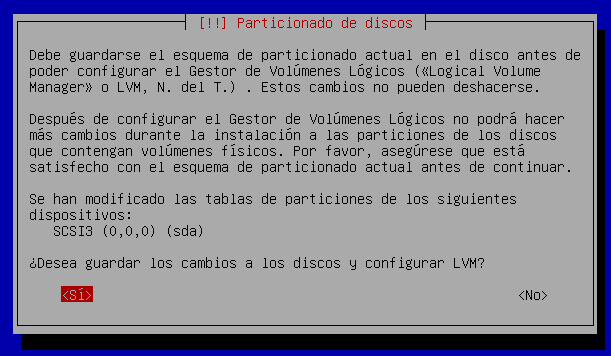 [!!] Particionado de discos
Debe guardarse el esquema de particionado actual en el disco antes de
poder configurar el Gestor de Volúmenes Lógicos («Logical Volume
Manager» o LVM, N. del T.) . Estos cambios no pueden deshacerse.
Después de configurar el Gestor de Volúmenes Lógicos no podrá hacer
más cambios durante la instalación a las particiones de los discos
que contengan volúmenes físicos. Por favor, asegúrese que está
satisfecho con el esquema de particionado actual antes de continuar.
Se han modificado las tablas de particiones de los siguientes
dispositivos:
SCSI3 (0,0,0) (sda)
¿Desea guardar los cambios a los discos y configurar LVM?
<Sí> <No>